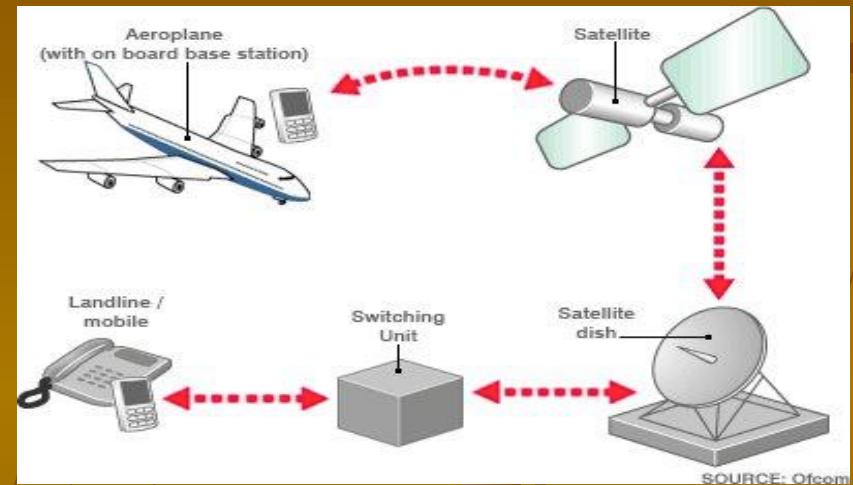 Aeroplane
(with on board base station)
Satellite
Landline /
mobile
Switching
Unit
Satellite
dish
SOURCE: Ofcom